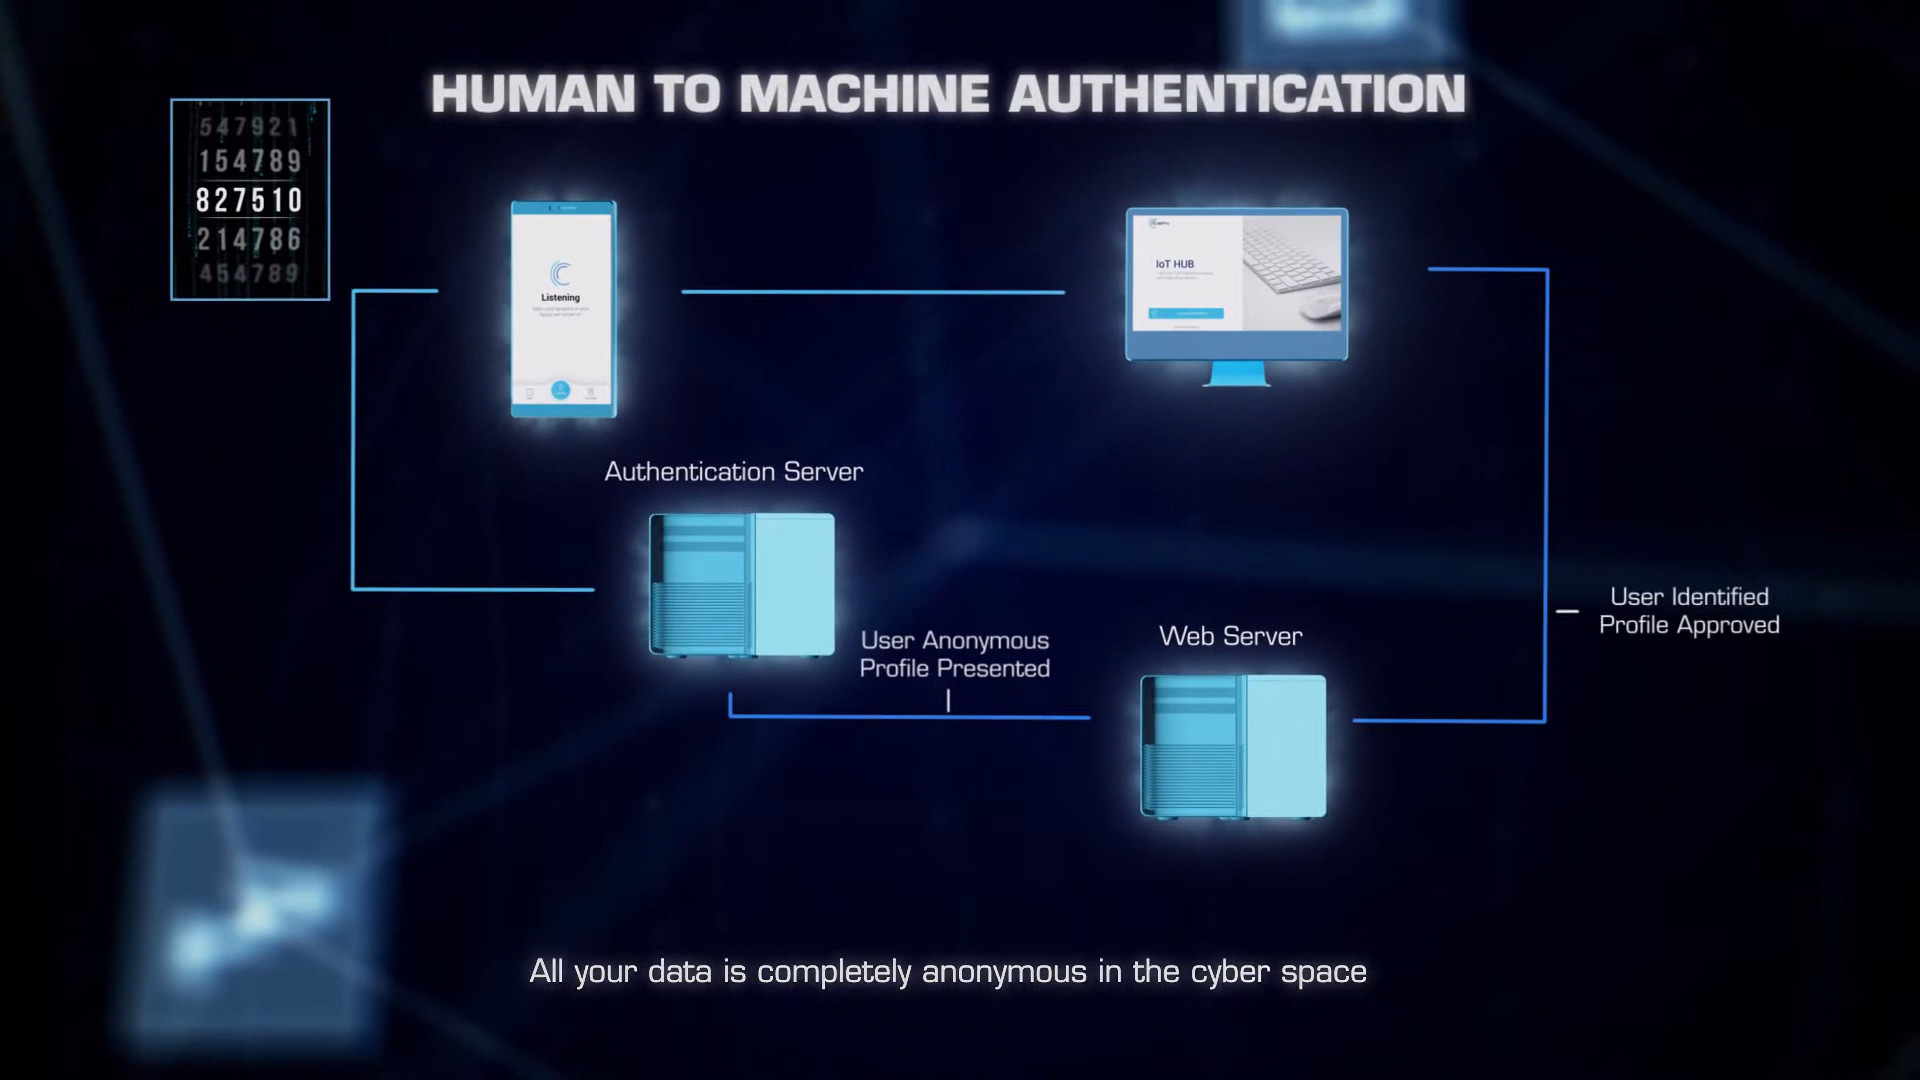 HUMAN TO MACHINE AUTHENTICATION
547921
154789
827510
214786
454789
Listening
IoT HUB
Authentication Server
User Anonymous
Profile Presented
Web Server
User Identified
Profile Approved
All your data is completely anonymous in the cyber space